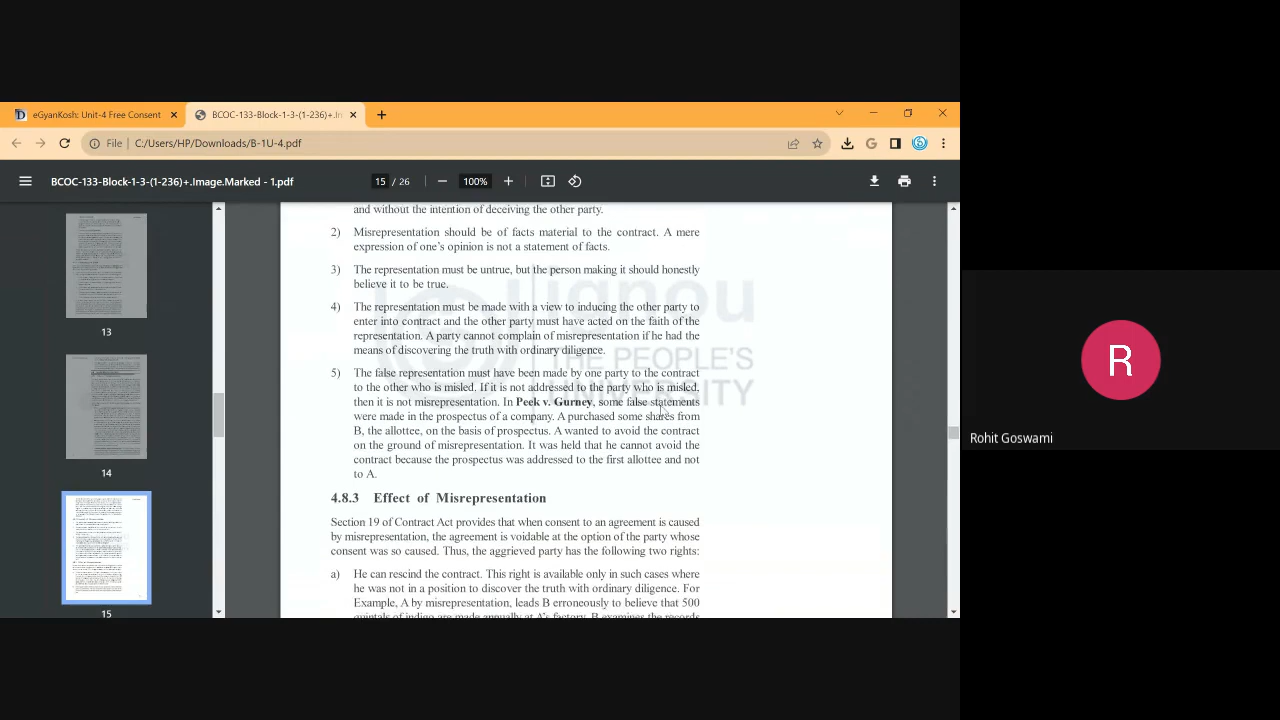 eGyanKosh: Unit-4 Free Consent
BCOC-133-Block-1-3-(1-236)+.In
File C:/Users/HP/Downloads/B-1U-4.pdf
BCOC-133-Block-1-3-(1-236)+.Image.Marked - 1.pdf
15 / 26
100%
and without the intention of deceiving the other party.
2) Misrepresentation should be of facts material to the contract. A mere
expression of one's opinion is not a statement of facts.
3) The representation must be untrue, but the person making it should honestly
believe it to be true.
4) The representation must be made with a view to inducing the other party to
enter into contract and the other party must have acted on the faith of the
representation. A party cannot complain of misrepresentation if he had the
means of discovering the truth with ordinary diligence.
5) The false representation must have been made by one party to the contract
to the other who is misled. If it is not addressed to the party who is misled,
then it is not misrepresentation. In Peek v. Gurney, some false statements
were made in the prospectus of a company. A purchased some shares from
B, the allottee, on the basis of prospectus. A wanted to avoid the contract
on the ground of misrepresentation. It was held that he cannot avoid the
contract because the prospectus was addressed to the first allottee and not
to A.
4.8.3 Effect of Misrepresentation
Section 19 of Contract Act provides that when consent to an agreement is caused
by misrepresentation, the agreement is voidable at the option of the party whose
consent was so caused. Thus, the aggrieved party has the following two rights:
a) He can rescind the contract. This right is available only in such cases where
he was not in a position to discover the truth with ordinary diligence. For
Example, A by misrepresentation, leads B erroneously to believe that 500
quintals of indigo are made annually at A's factory. B examines the records
THE PEOPLE'S
UNIVERSITY
13
14
15
R
Rohit Goswami